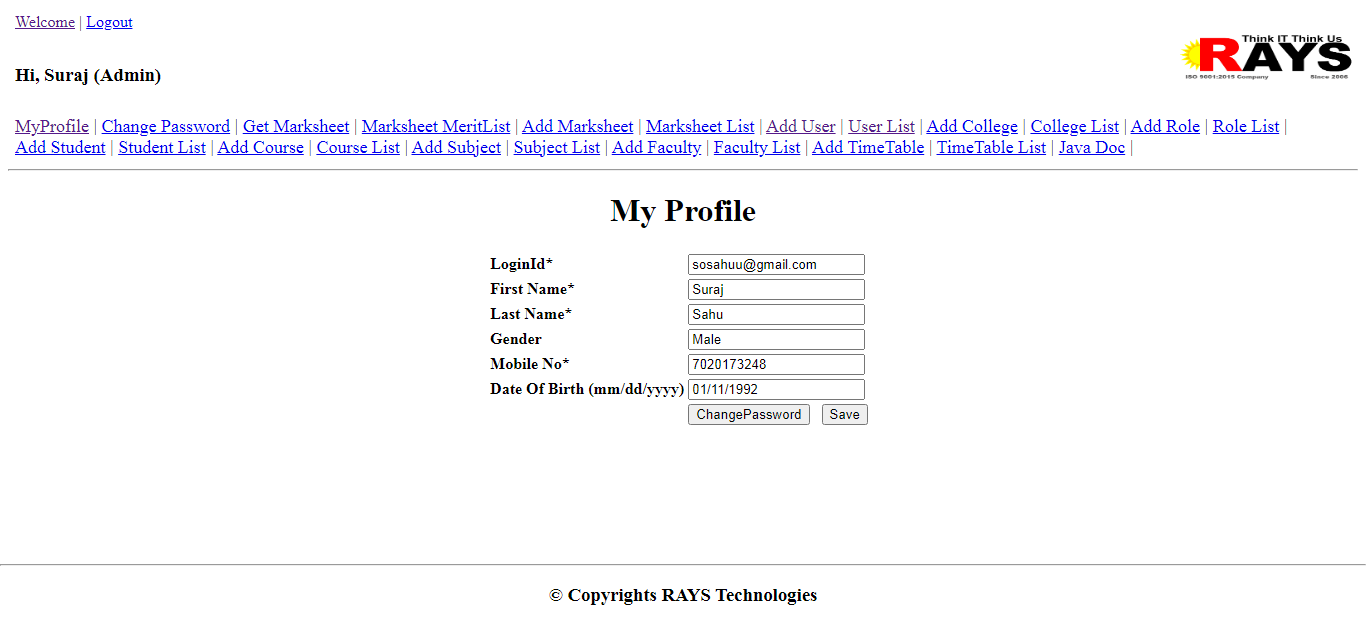 Welcome | Logout
Think IT Think Us
RAYS
ISO 9001:2015 Company Since 2006
Hi, Suraj (Admin)
MyProfile | Change Password | Get Marksheet | Marksheet MeritList | Add Marksheet | Marksheet List | Add User | User List | Add College | College List | Add Role | Role List |
Add Student | Student List | Add Course | Course List | Add Subject | Subject List | Add Faculty | Faculty List | Add TimeTable | TimeTable List | Java Doc |
My Profile
LoginId* sosahuu@gmail.com
First Name* Suraj
Last Name* Sahu
Gender Male
Mobile No* 7020173248
Date Of Birth (mm/dd/yyyy) 01/11/1992
ChangePassword Save
© Copyrights RAYS Technologies